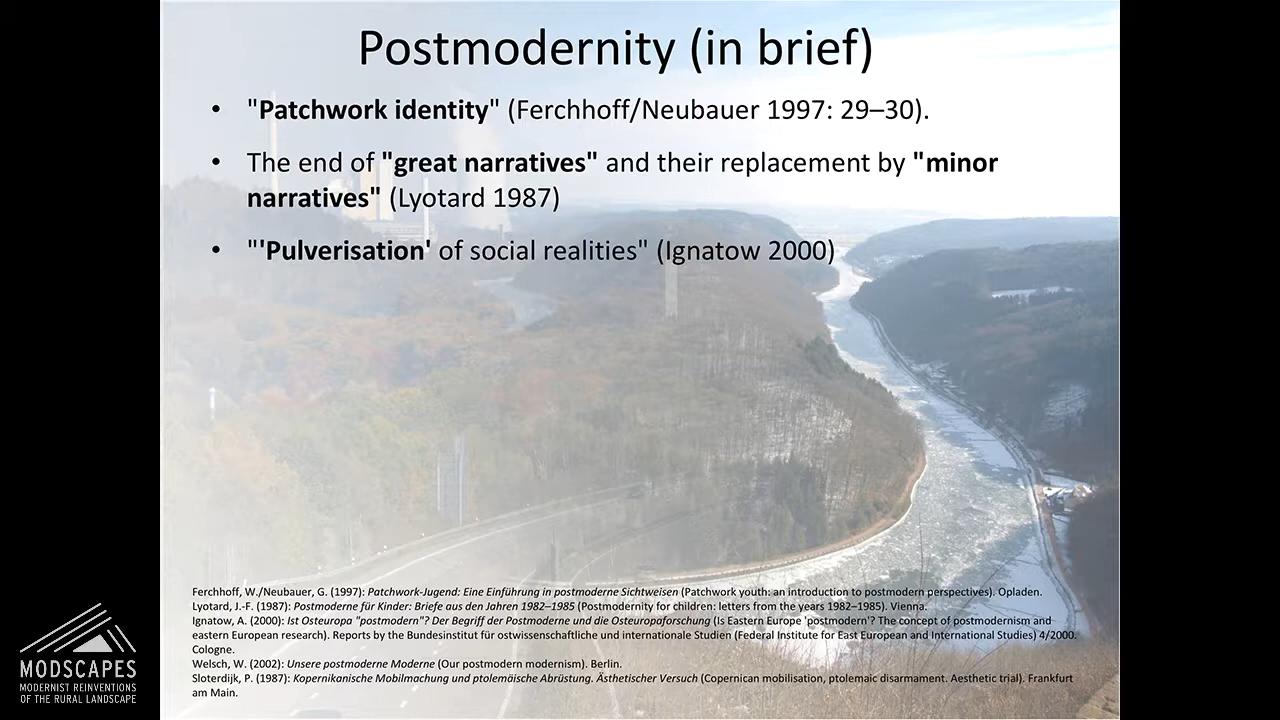 Postmodernity (in brief)
• "Patchwork identity" (Ferchhoff/Neubauer 1997: 29–30).
• The end of "great narratives" and their replacement by "minor
narratives" (Lyotard 1987)
• "'Pulverisation' of social realities" (Ignatow 2000)
Ferchhoff, W./Neubauer, G. (1997): Patchwork-Jugend: Eine Einführung in postmoderne Sichtweisen (Patchwork youth: an introduction to postmodern perspectives). Opladen.
Lyotard, J.-F. (1987): Postmoderne für Kinder: Briefe aus den Jahren 1982–1985 (Postmodernity for children: letters from the years 1982–1985). Vienna.
Ignatow, A. (2000): Ist Osteuropa "postmodern"? Der Begriff der Postmoderne und die Osteuropaforschung (Is Eastern Europe 'postmodern'? The concept of postmodernism and
eastern European research). Reports by the Bundesinstitut für ostwissenschaftliche und internationale Studien (Federal Institute for East European and International Studies) 4/2000.
Cologne.
Welsch, W. (2002): Unsere postmoderne Moderne (Our postmodern modernism). Berlin.
Sloterdijk, P. (1987): Kopernikanische Mobilmachung und ptolemäische Abrüstung. Ästhetischer Versuch (Copernican mobilisation, ptolemaic disarmament. Aesthetic trial). Frankfurt
am Main.
MODSCAPES
MODERNIST REINVENTIONS
OF THE RURAL LANDSCAPE